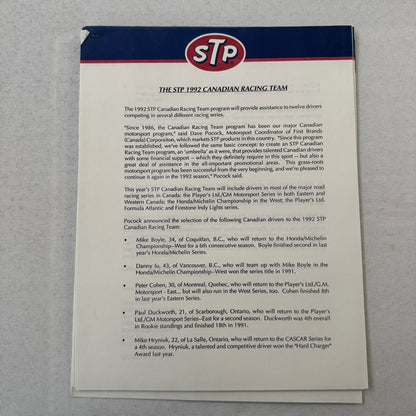 STP
THE STP 1992 CANADIAN RACING TEAM
The 1992 STP Canadian Racing Team program will provide assistance to twelve drivers
competing in several different racing series.
"Since 1986, the Canadian Racing Team program has been our major Canadian
motorsport program," said Dave Pocock, Motorsport Coordinator of First Brands
(Canada) Corporaiton, which markets STP products in this country. "Since this program
was established, we've followed the same basic concept: to create an STP Canadian
Racing Team program, an 'umbrella' as it were, that provides talented Canadian drivers
with some financial support -- which they definitely require in this sport -- but also a
great deal of assistance in the all-important promotional areas. This grass-roots
motorsport program has been successful from the very beginning, and we're pleased to
continue it again in the 1992 season," Pocock said.
This year's STP Canadian Racing Team will include drivers in most of the major road
racing series in Canada: the Player's Ltd./GM Motorsport Series in both Eastern and
Western Canada; the Honda/Michelin Championship in the West; the Player's Ltd.
Formula Atlantic and Firestone Indy Lights series.
Pocock announced the selection of the following Canadian drivers to the 1992 STP
Canadian Racing Team:
• Mike Boyle, 34, of Coquitlan, B.C., who will return to the Honda/Michelin
Championship--West for a 6th consecutive season. Boyle finished second in last
year's Honda/Michelin Series.
• Danny Ju, 43, of Vancouver, B.C., who will team up with Mike Boyle in the
Honda/Michelin Championship--West won the series title in 1991.
• Peter Cohen, 30, of Montreal, Quebec, who will return to the Player's Ltd./G.M.
Motorsport - East... but will also run in the West Series, too. Cohen finished 8th
in last year's Eastern Series.
• Paul Duckworth, 21, of Scarborough, Ontario, who will return to the Player's
Ltd./GM Motorsport Series--East for a second season. Duckworth was 4th overall
in Rookie standings and finished 18th in 1991.
• Mike Hryniuk, 22, of La Salle, Ontario, who will return to the CASCAR Series for
a 4th season. Hryniuk, a talented and competitive driver won the "Hard Charger"
Award last year.